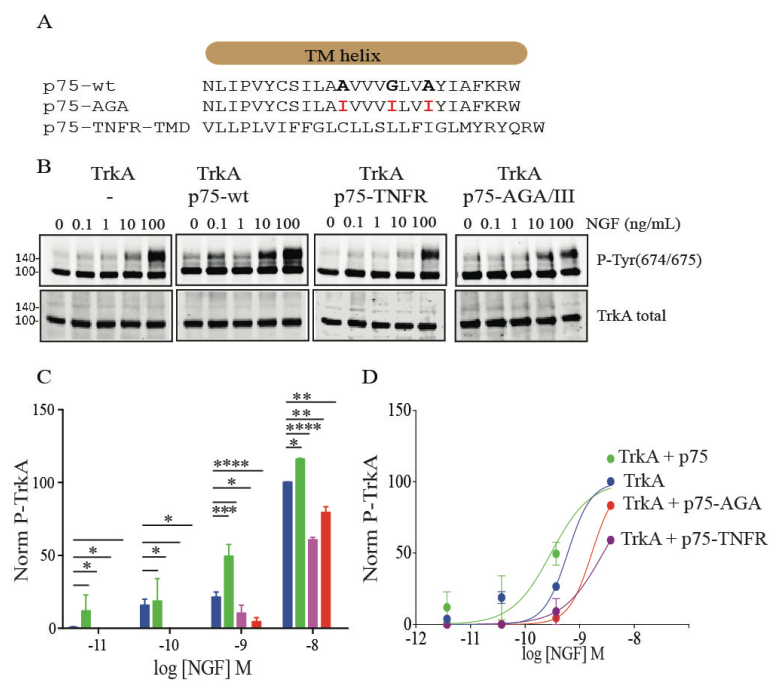 A
TM helix
p75-wt NLIPVYCSILAAVVVGLVAYIAFKRW
p75-AGA NLIPVYCSILAIVVVILVIYIAFKRW
p75-TNFR-TMD VLLPLVIFFGLCLLSLLFIGLMYRYQRW
B
TrkA TrkA TrkA TrkA
- p75-wt p75-TNFR p75-AGA/III
0 0.1 1 10 100 0 0.1 1 10 100 0 0.1 1 10 100 0 0.1 1 10 100 NGF (ng/mL)
140
100
P-Tyr(674/675)
140
100
TrkA total
C
150
100
50
0
Norm P-TrkA
* * *
* * *
**** * ***
** ** **** *
-11 -10 -9 -8
log [NGF] M
D
150
100
50
0
Norm P-TrkA
TrkA + p75
TrkA
TrkA + p75-AGA
TrkA + p75-TNFR
-12 -11 -10 -9 -8
log [NGF] M